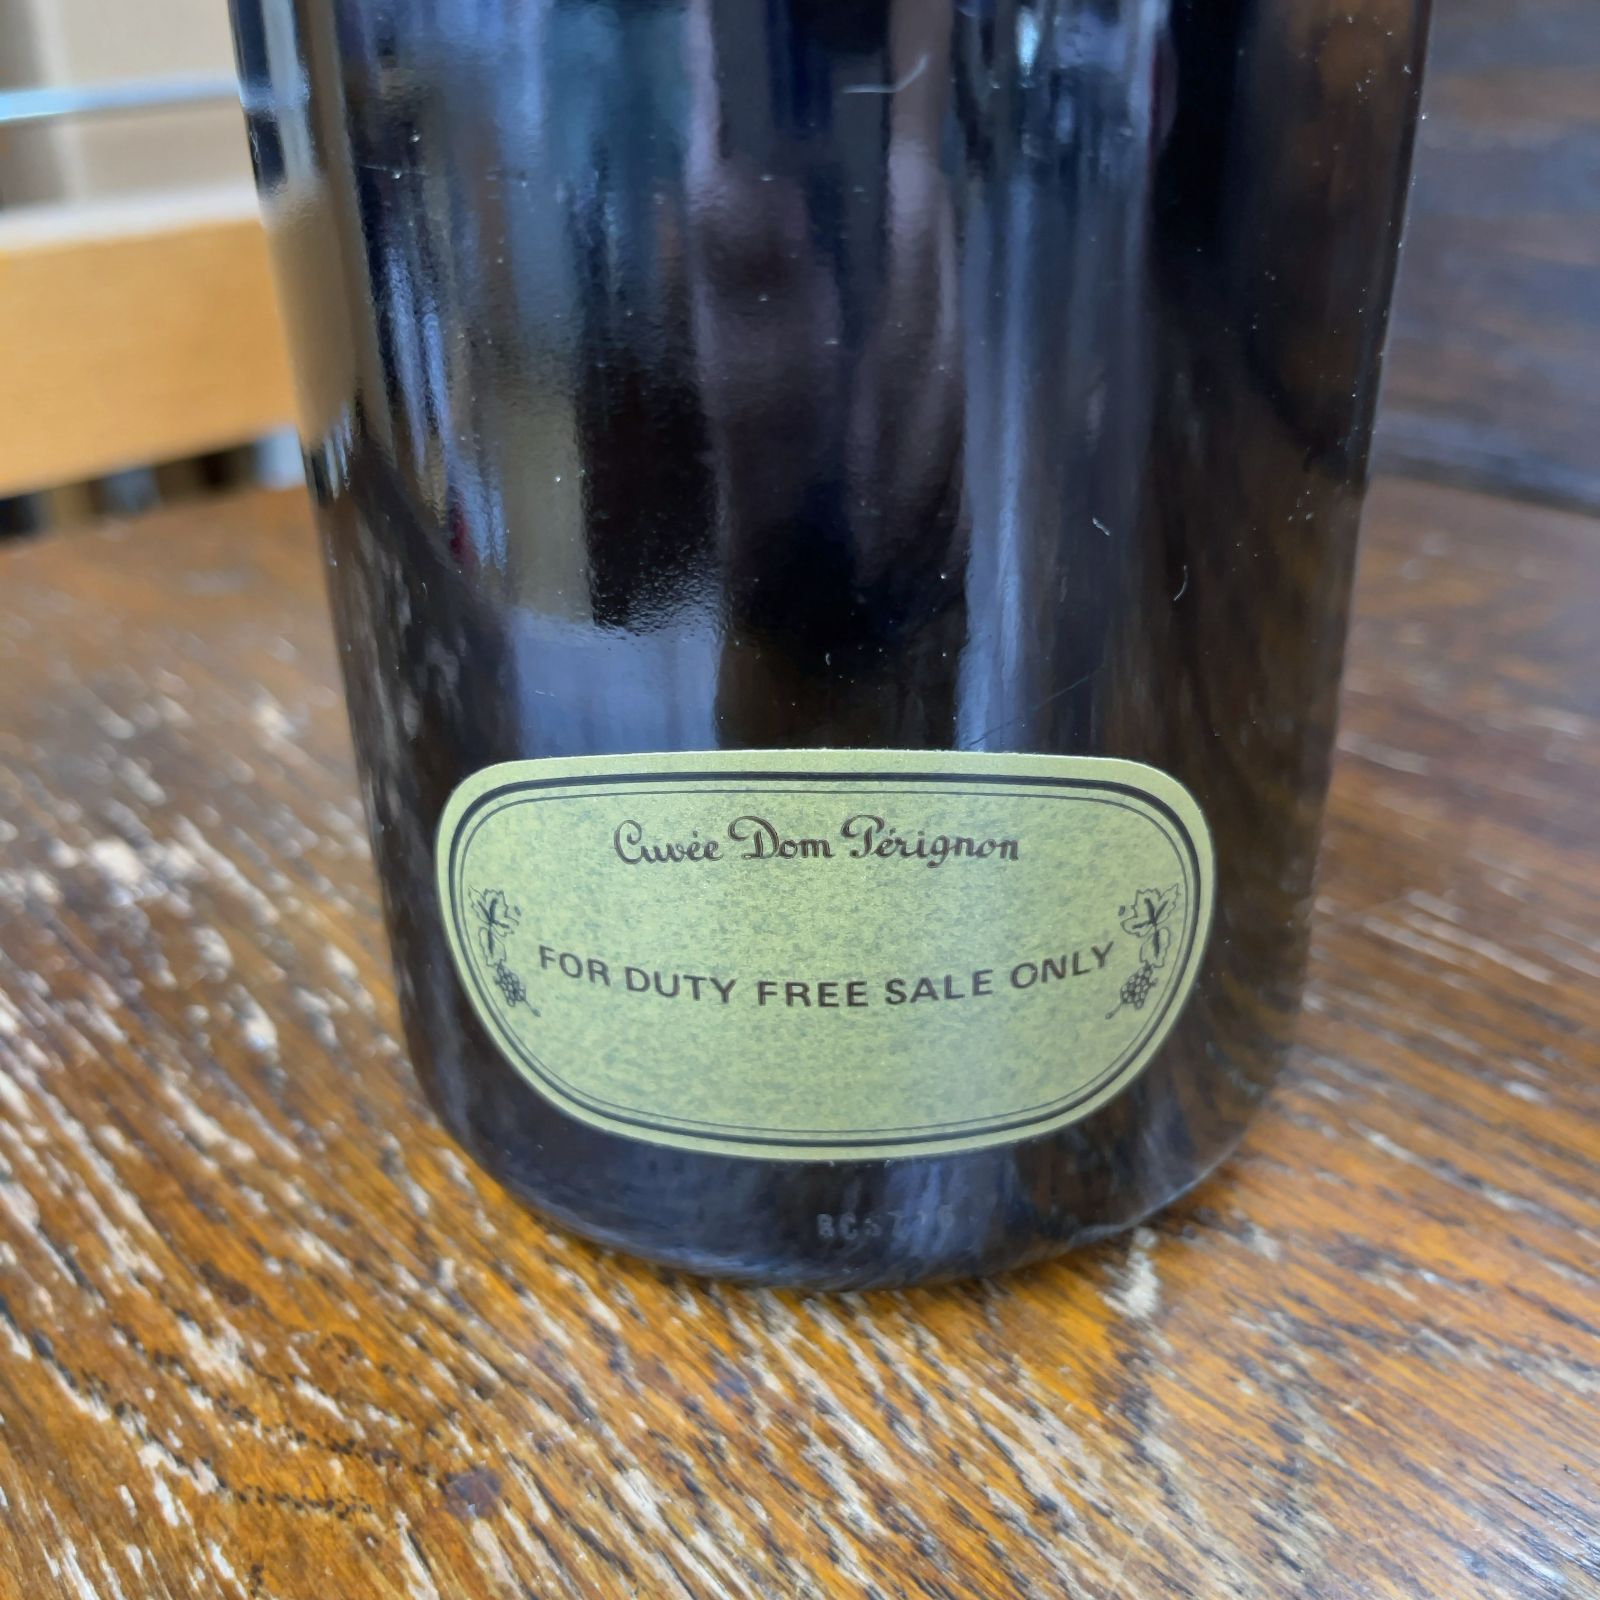 Cuvée Dom Pérignon
FOR DUTY FREE SALE ONLY